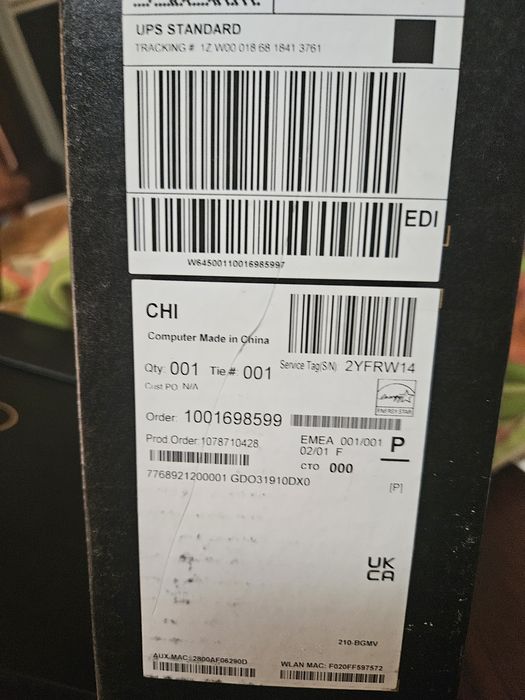 UPS STANDARD
TRACKING # 1Z W00 018 68 1841 3761
EDI
W64500110016985997
CHI
Computer Made in China
Qty: 001 Tie# 001 Service Tag(S/N) 2YFRW14
Cust PO N/A
ENERGY STAR
Order: 1001698599
Prod.Order 1078710428 EMEA 001/001 P
02/01 F
CTO 000
7768921200001 GDO31910DX0
[P]
UK
CA
210-BGMV
AUX MAC: 2800AF06290D WLAN MAC: F020FF597572